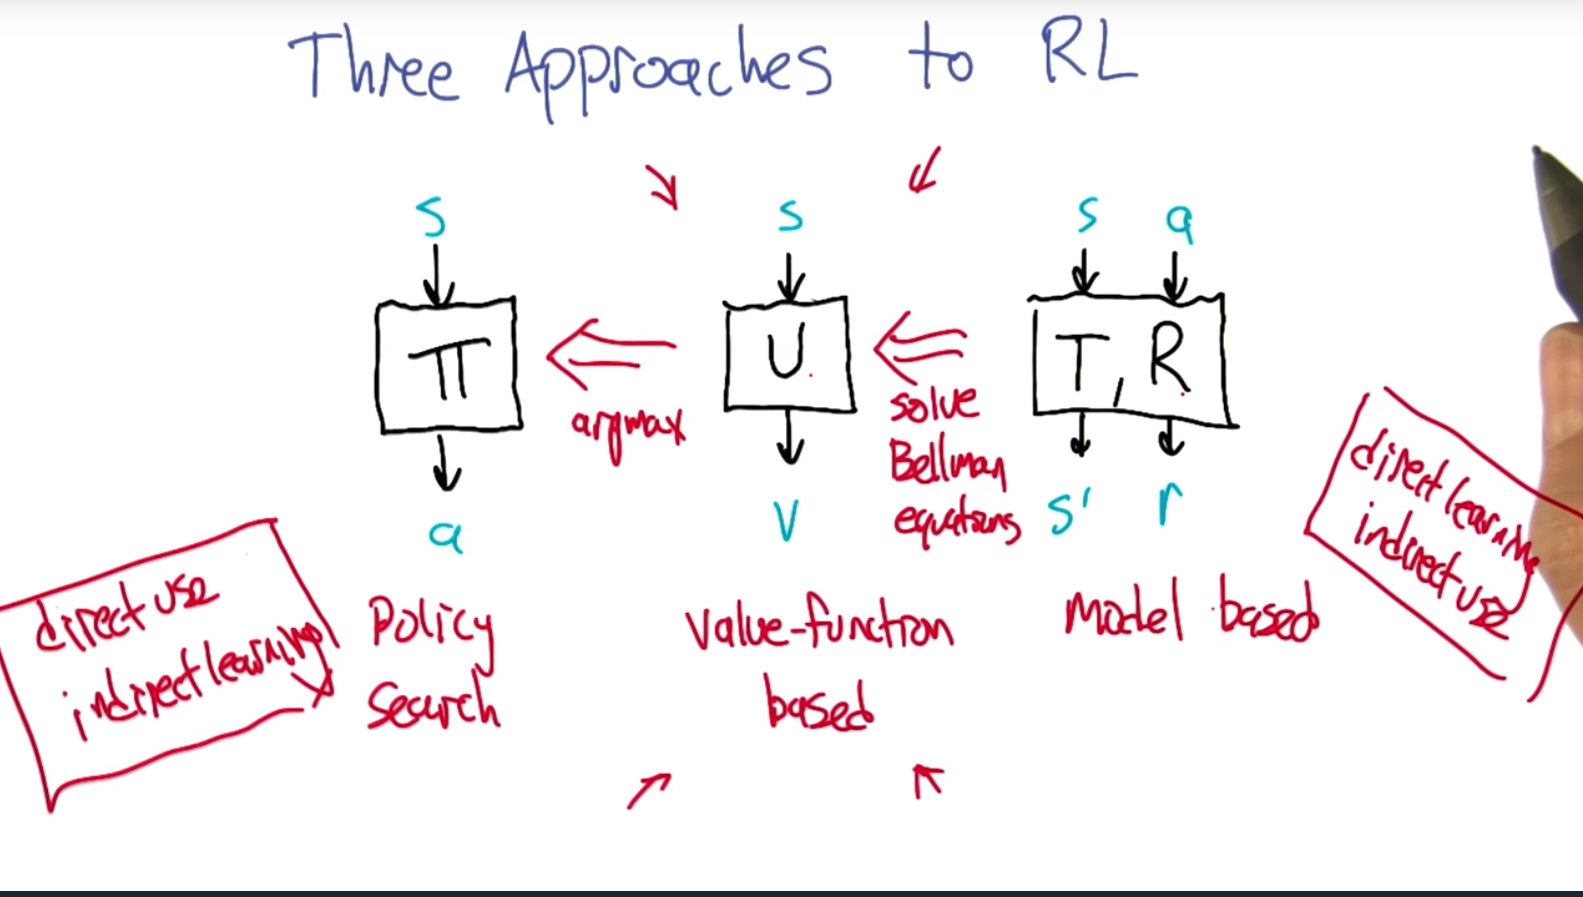 Three Approaches to RL
s
s
s a
π
U
T, R
argmax
solve
Bellman
equations
a
V
s' r
direct use
indirect learning
Policy
Search
Value-function
based
Model based
direct learning
indirect use